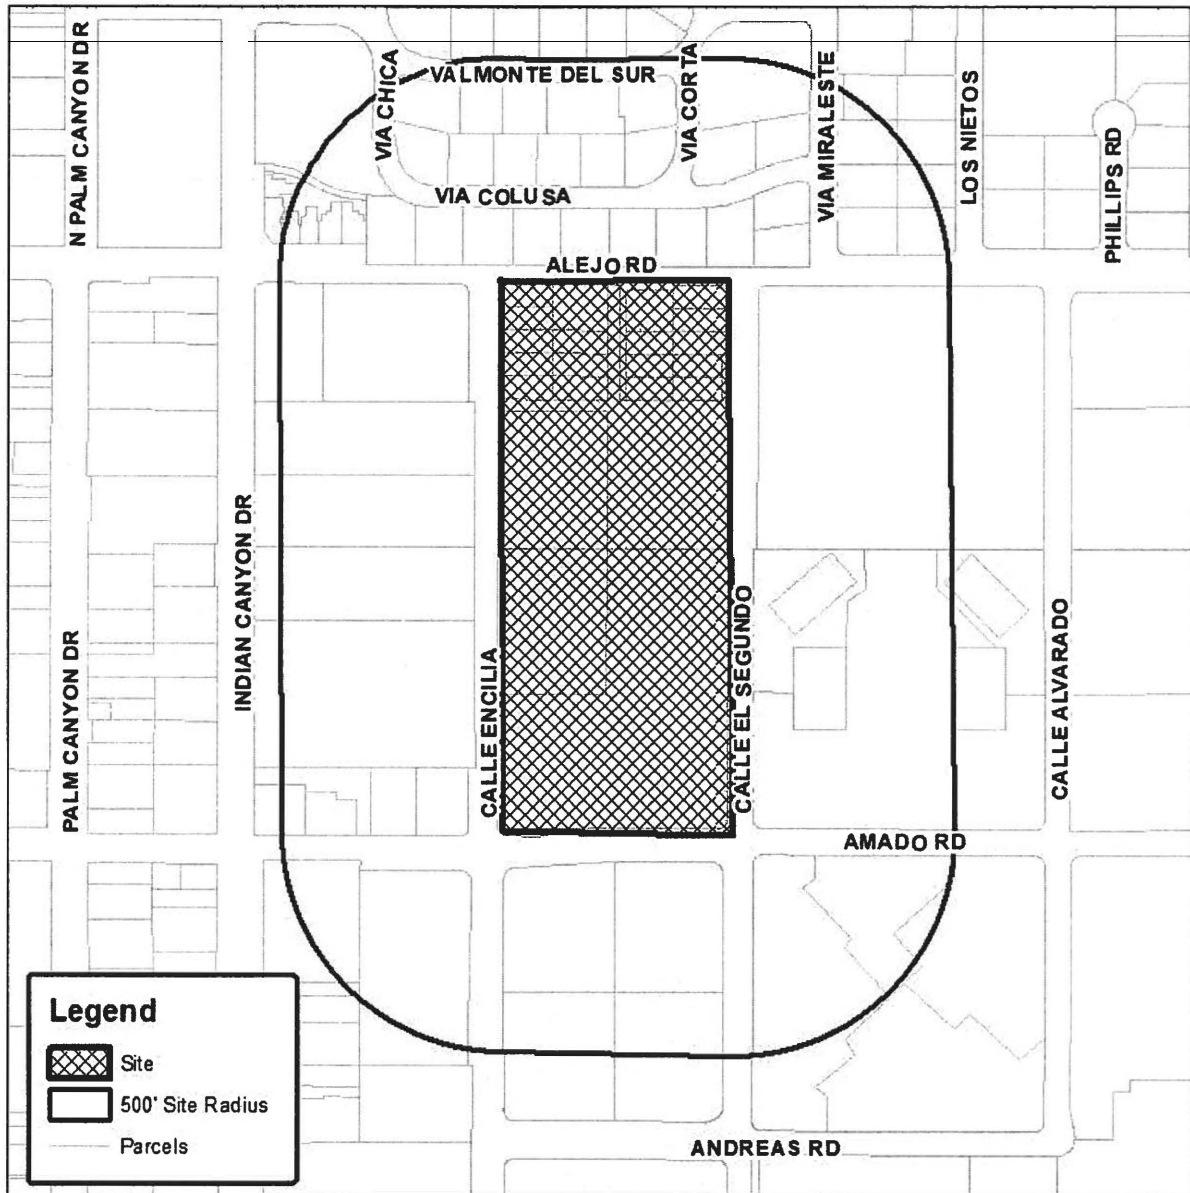 N PALM CANYON DR
VIA CHICA
VALMONTE DEL SUR
VIA CORTA
VIA MIRALESTE
LOS NIETOS
PHILLIPS RD
VIA COLUSA
ALEJO RD
INDIAN CANYON DR
PALM CANYON DR
CALLE ENCILIA
CALLE EL SEGUNDO
CALLE ALVARADO
AMADO RD
ANDREAS RD
Legend
Site
500' Site Radius
Parcels